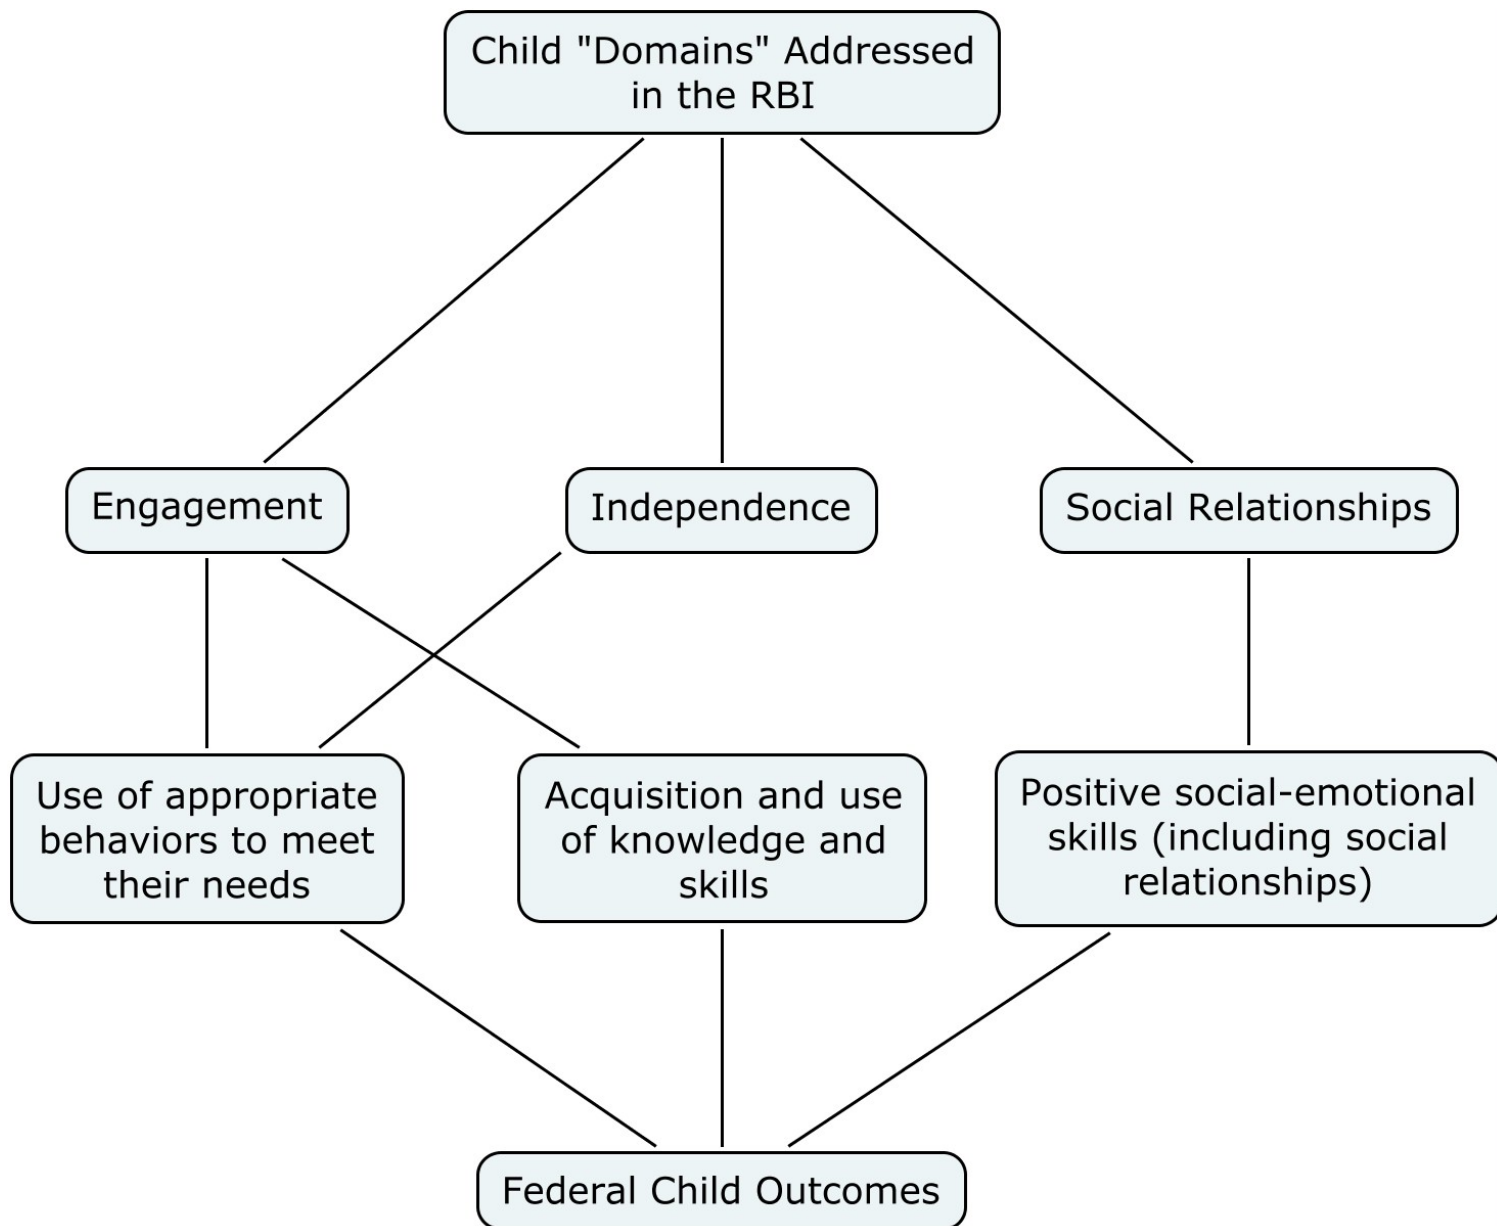 Child "Domains" Addressed
in the RBI
Engagement
Independence
Social Relationships
Use of appropriate
behaviors to meet
their needs
Acquisition and use
of knowledge and
skills
Positive social-emotional
skills (including social
relationships)
Federal Child Outcomes